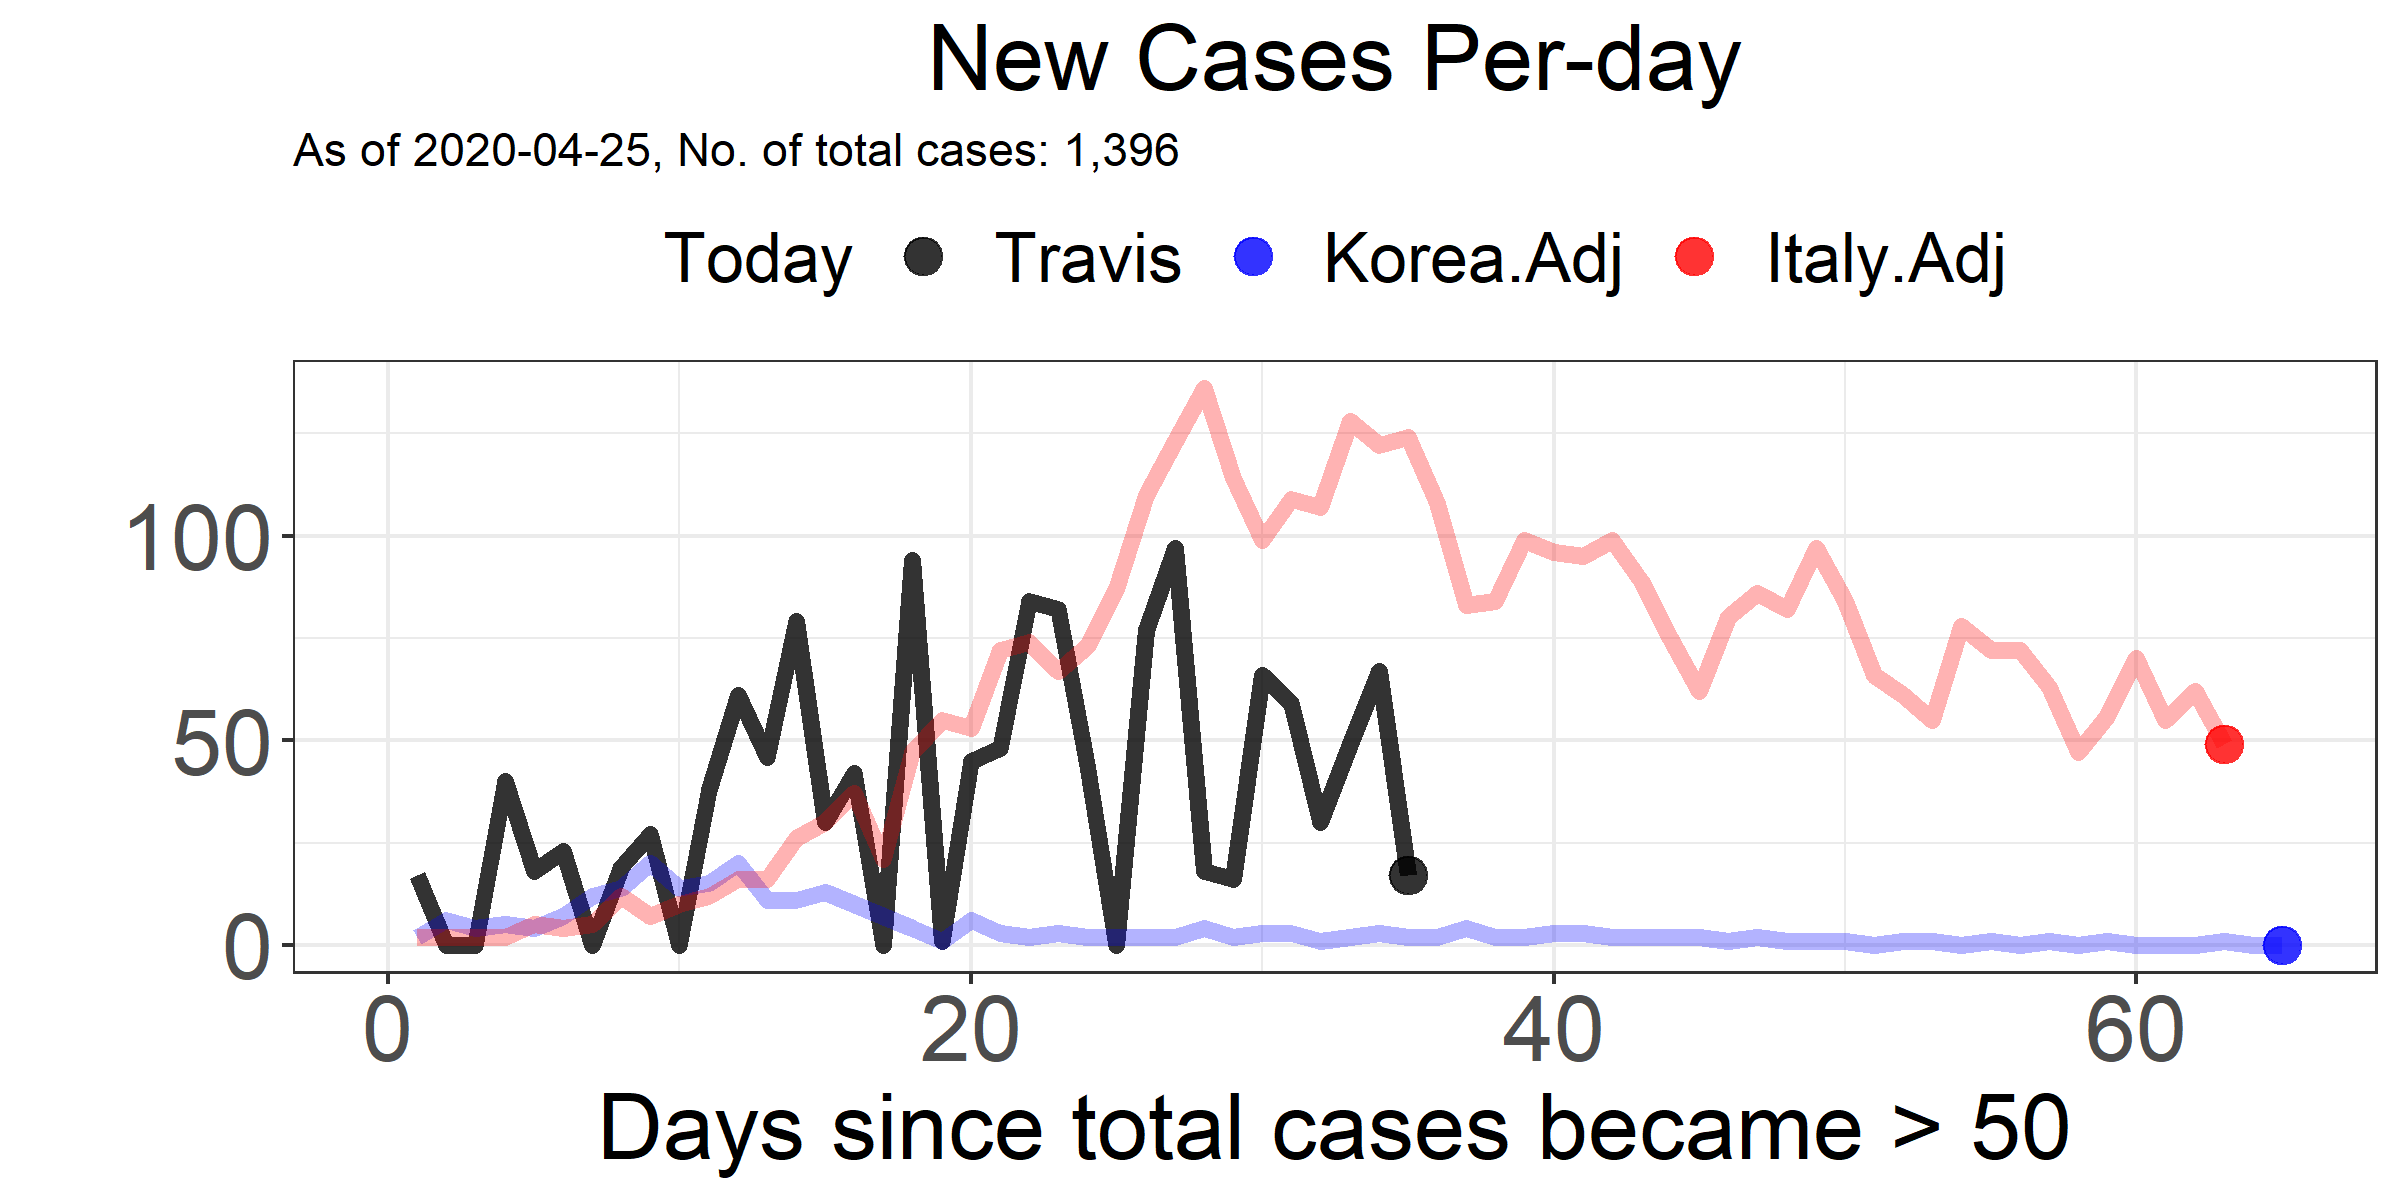 New Cases Per-day
As of 2020-04-25, No. of total cases: 1,396
Today Travis Korea.Adj Italy.Adj
100
50
0
0 20 40 60
Days since total cases became > 50